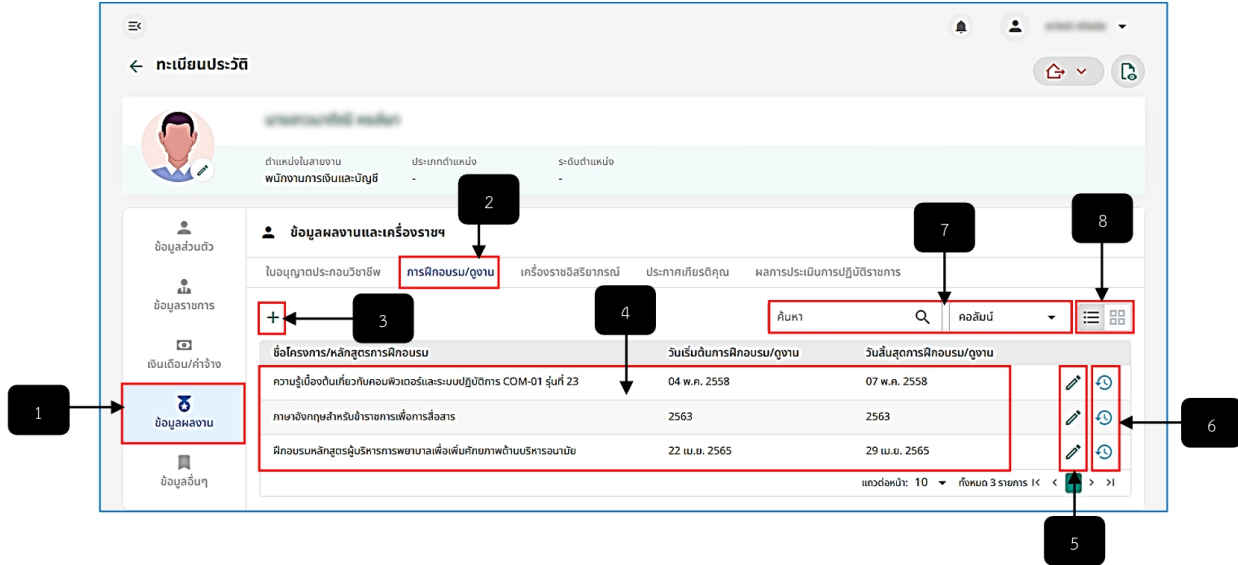 ทะเบียนประวัติ
ตำแหน่งในสายงาน ประเภทตำแหน่ง ระดับตำแหน่ง
พนักงานการเงินและบัญชี - -
2
7
8
ข้อมูลส่วนตัว
ข้อมูลผลงานและเครื่องราชฯ
ใบอนุญาตประกอบวิชาชีพ การฝึกอบรม/ดูงาน เครื่องราชอิสริยาภรณ์ ประกาศเกียรติคุณ ผลการประเมินการปฏิบัติราชการ
ข้อมูลราชการ
3
4
ค้นหา คอลัมน์
เงินเดือน/ค่าจ้าง
ชื่อโครงการ/หลักสูตรการฝึกอบรม วันเริ่มต้นการฝึกอบรม/ดูงาน วันสิ้นสุดการฝึกอบรม/ดูงาน
ความรู้เบื้องต้นเกี่ยวกับคอมพิวเตอร์และระบบปฏิบัติการ COM-01 รุ่นที่ 23 04 พ.ค. 2558 07 พ.ค. 2558
1
ข้อมูลผลงาน
ภาษาอังกฤษสำหรับข้าราชการเพื่อการสื่อสาร 2563 2563
6
ฝึกอบรมหลักสูตรผู้บริหารการพยาบาลเพื่อเพิ่มศักยภาพด้านบริหารอนามัย 22 เม.ย. 2565 29 เม.ย. 2565
ข้อมูลอื่นๆ
แถวต่อหน้า: 10 ทั้งหมด 3 รายการ
5